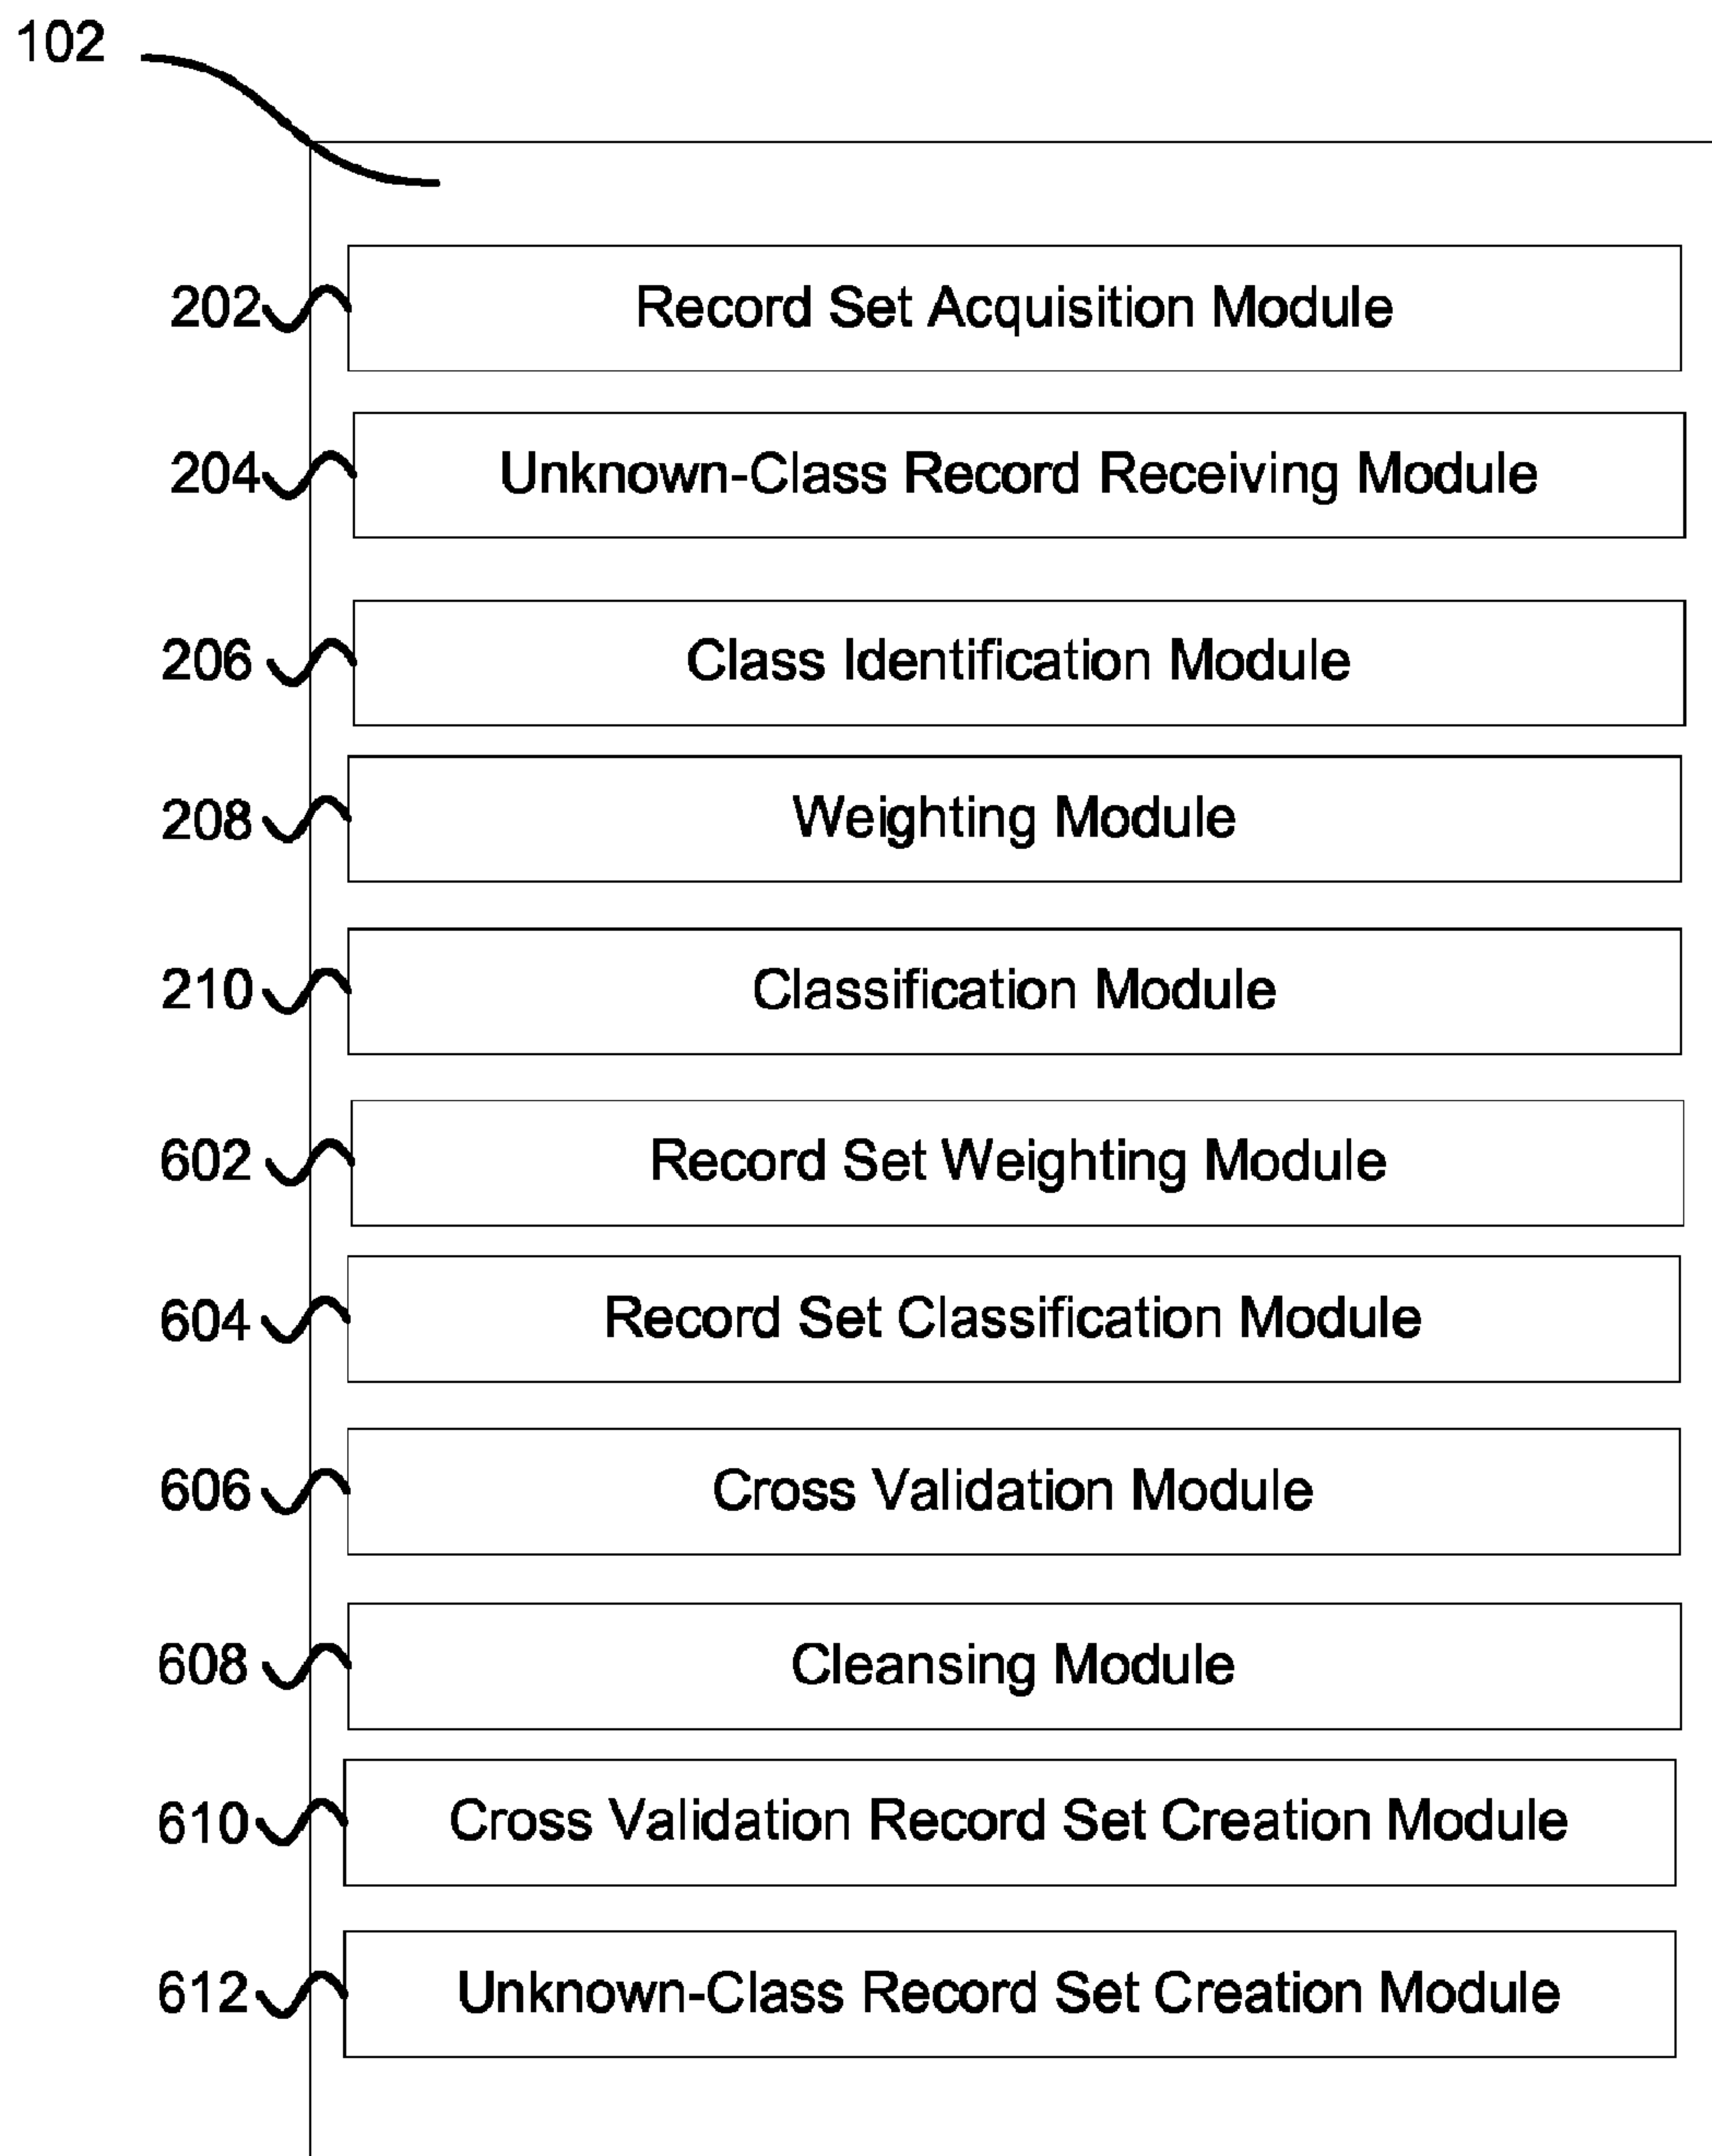 102
202 Record Set Acquisition Module
204 Unknown-Class Record Receiving Module
206 Class Identification Module
208 Weighting Module
210 Classification Module
602 Record Set Weighting Module
604 Record Set Classification Module
606 Cross Validation Module
608 Cleansing Module
610 Cross Validation Record Set Creation Module
612 Unknown-Class Record Set Creation Module